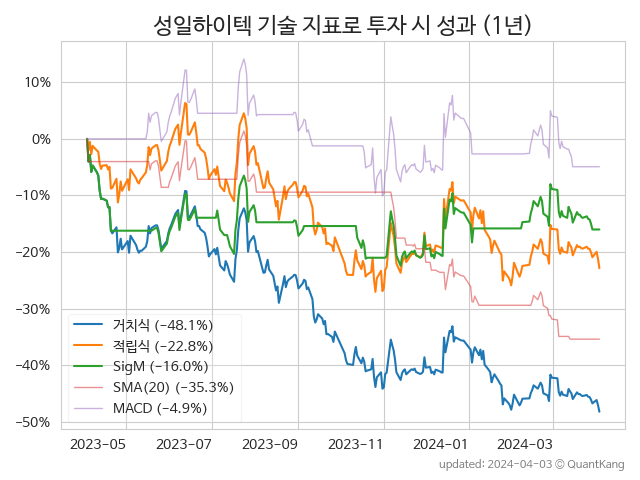 성일하이텍 기술 지표로 투자 시 성과 (1년)
10%
0%
−10%
−20%
−30%
−40%
−50%
거치식 (−48.1%)
적립식 (−22.8%)
SigM (−16.0%)
SMA(20) (−35.3%)
MACD (−4.9%)
2023−05
2023−07
2023−09
2023−11
2024−01
2024−03
updated: 2024−04−03 © QuantKang